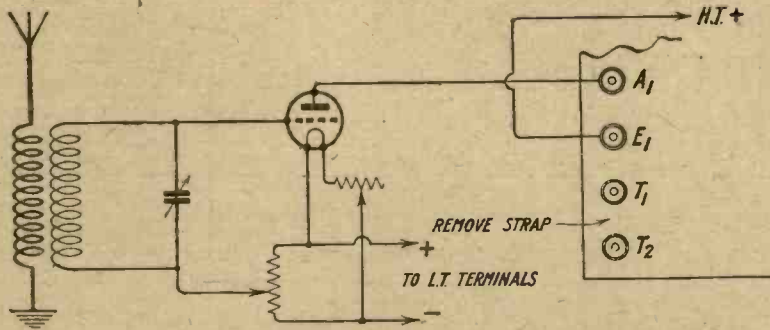 H.T. +
A1
E1
T1
REMOVE STRAP
T2
+
TO L.T. TERMINALS
−